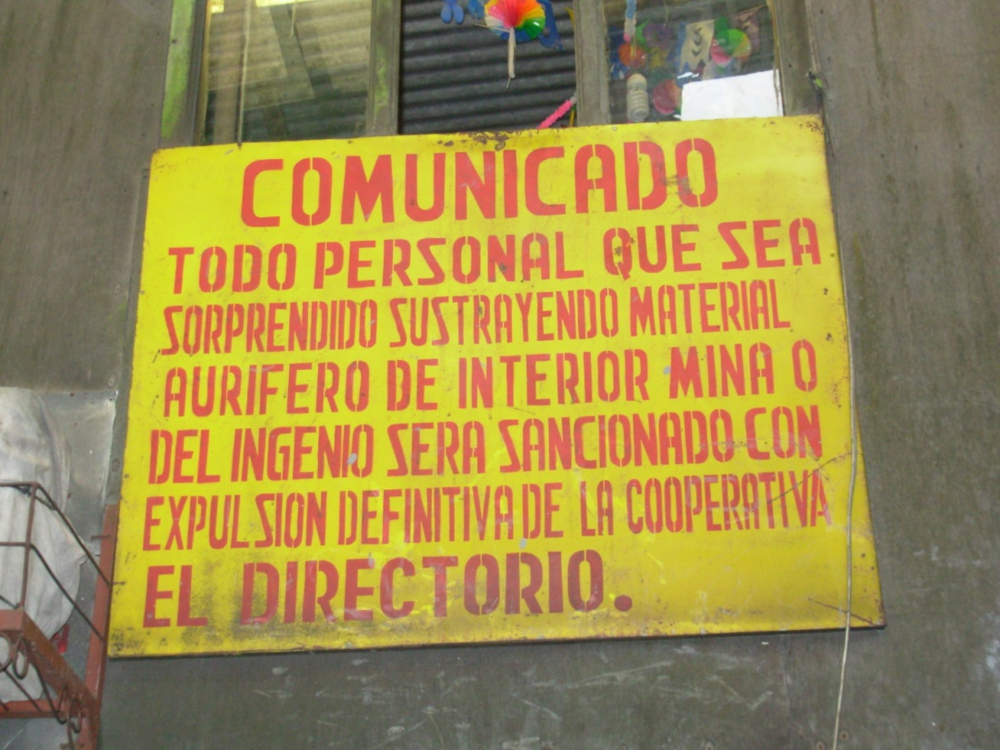 COMUNICADO
TODO PERSONAL QUE SEA
SORPRENDIDO SUSTRAYENDO MATERIAL
AURIFERO DE INTERIOR MINA O
DEL INGENIO SERA SANCIONADO CON
EXPULSION DEFINITIVA DE LA COOPERATIVA
EL DIRECTORIO.